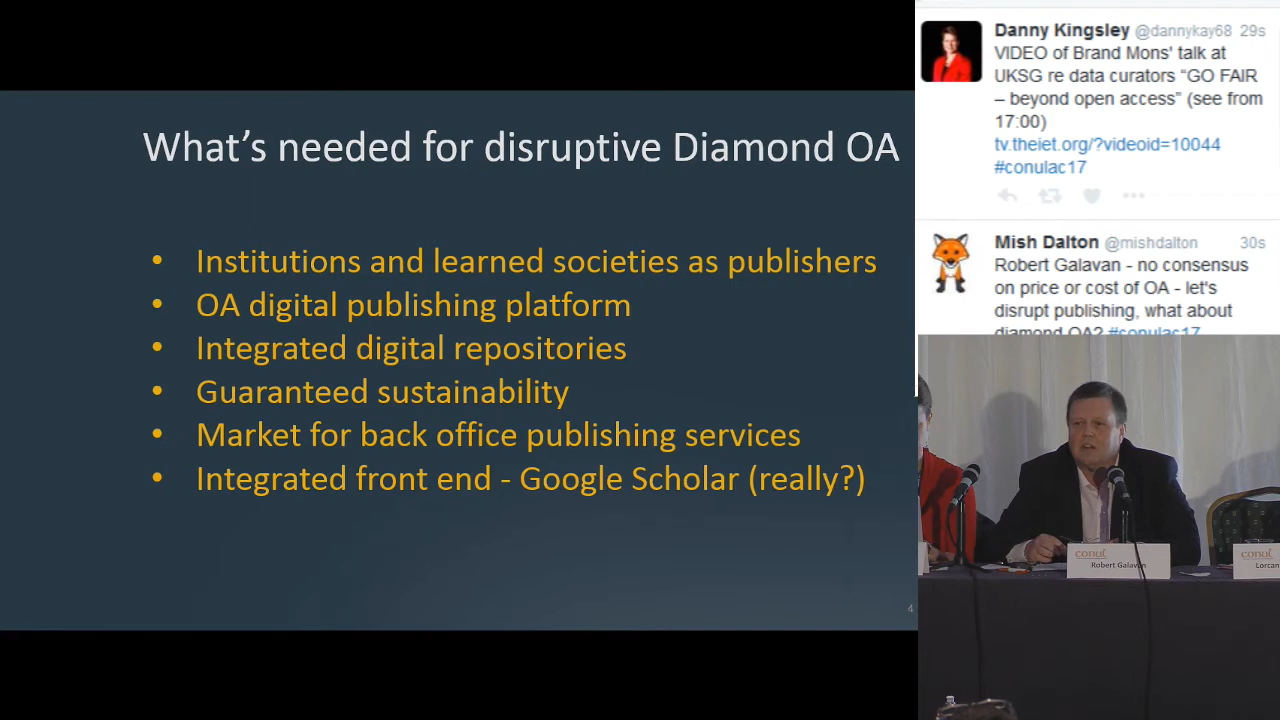 What's needed for disruptive Diamond OA
• Institutions and learned societies as publishers
• OA digital publishing platform
• Integrated digital repositories
• Guaranteed sustainability
• Market for back office publishing services
• Integrated front end - Google Scholar (really?)
4
Danny Kingsley @dannykay68 29s
VIDEO of Brand Mons' talk at
UKSG re data curators “GO FAIR
– beyond open access” (see from
17:00)
tv.theiet.org/?videoid=10044
#conulac17
Mish Dalton @mishdalton 30s
Robert Galavan - no consensus
on price or cost of OA - let's
disrupt publishing, what about
diamond OA? #conulac17
conul
Robert Galavan
conul
Lorcan